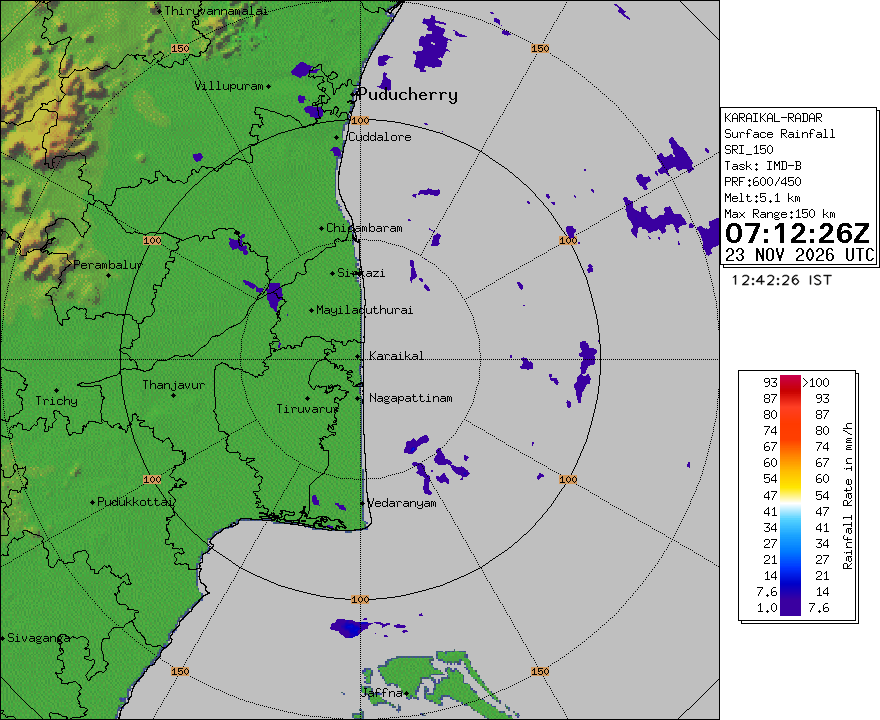 Thiruvannamalai
150
150
Villupuram
Puducherry
100
Cuddalore
Chidambaram
100
100.
Perambalur
Sirkazi
Mayiladuthurai
Karaikal
Thanjavur
Trichy
Tiruvarur
Nagapattinam
100
100
Pudukkottai
Vedaranyam
100
Sivaganga
150
150
Jaffna
KARAIKAL-RADAR
Surface Rainfall
SRI_150
Task: IMD-B
PRF:600/450
Melt:5.1 km
Max Range:150 km
07:12:26Z
23 NOV 2026 UTC
12:42:26 IST
93 >100
87 93
80 87
74 80
67 74
60 67
54 60
47 54
41 47
34 41
27 34
21 27
14 21
7.6 14
1.0 7.6
Rainfall Rate in mm/h